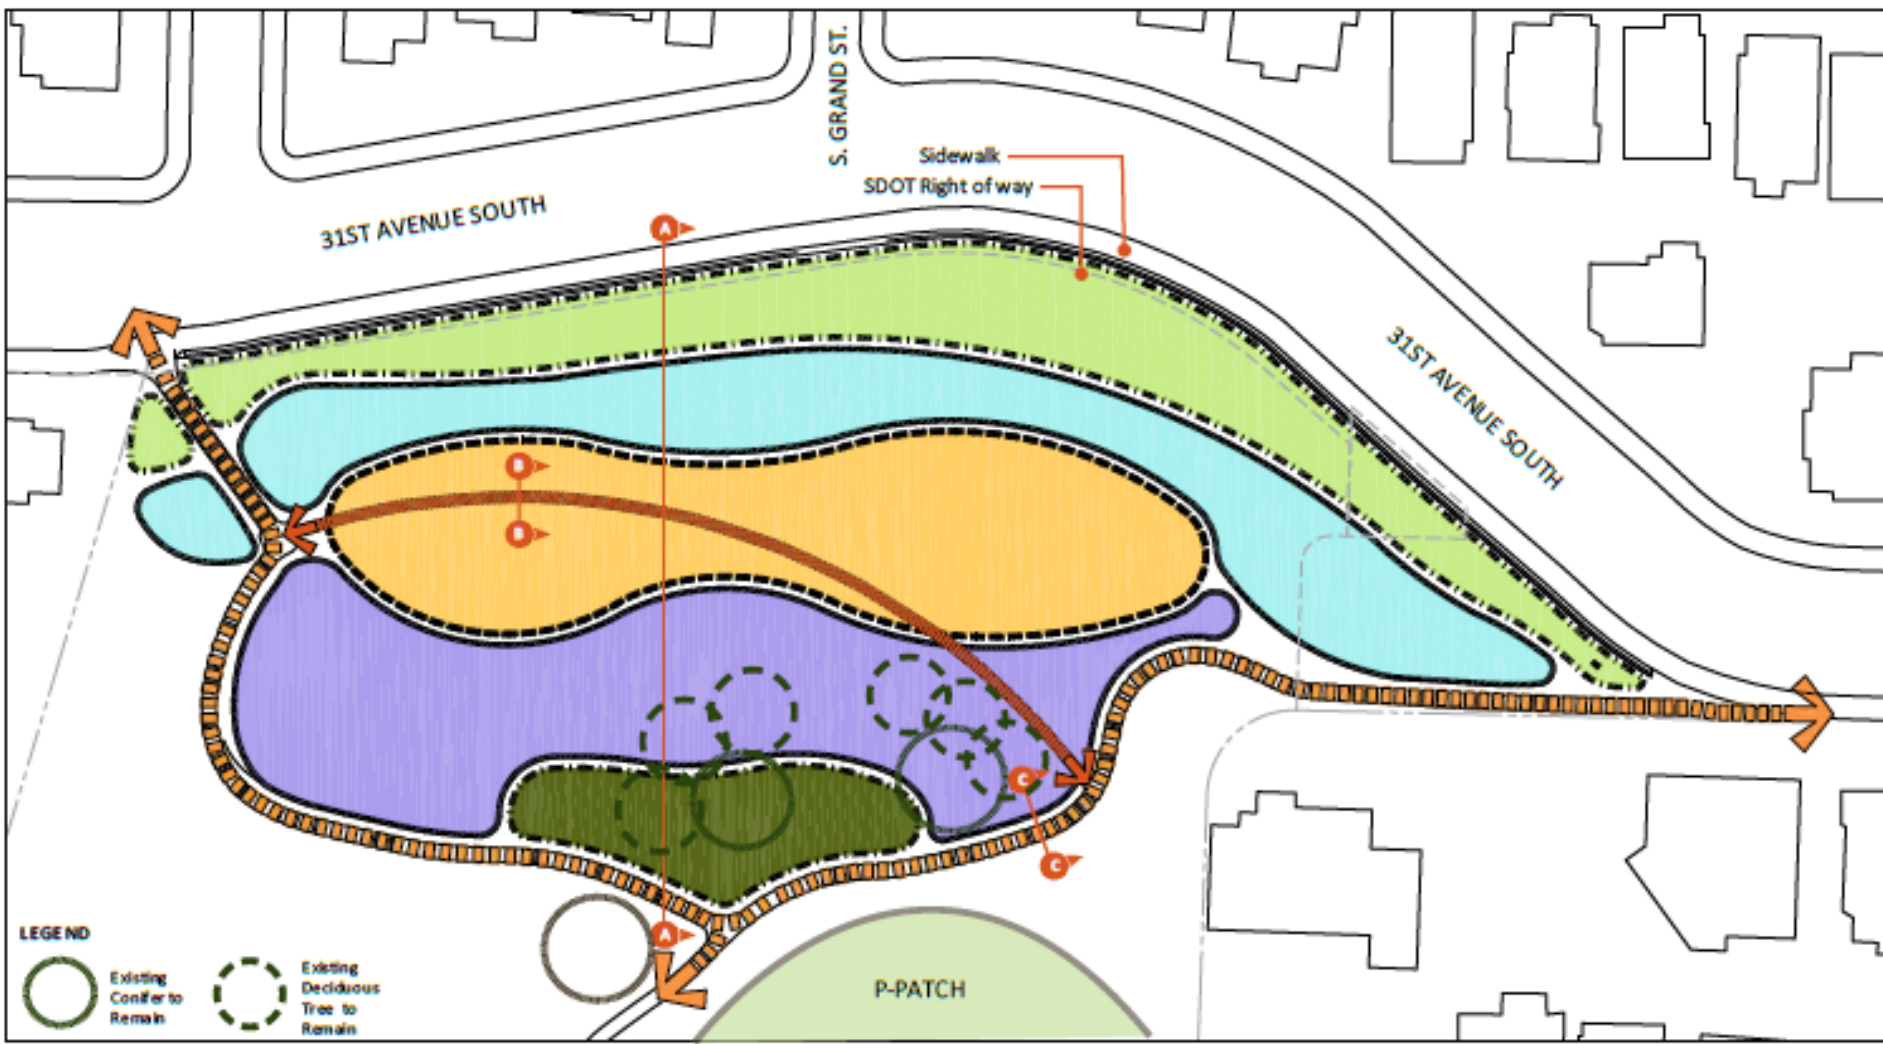 S. GRAND ST.
Sidewalk
SDOT Right of way
31ST AVENUE SOUTH
A
31ST AVENUE SOUTH
B
B
C
C
A
LEGEND
Existing
Conifer to
Remain
Existing
Deciduous
Tree to
Remain
P-PATCH